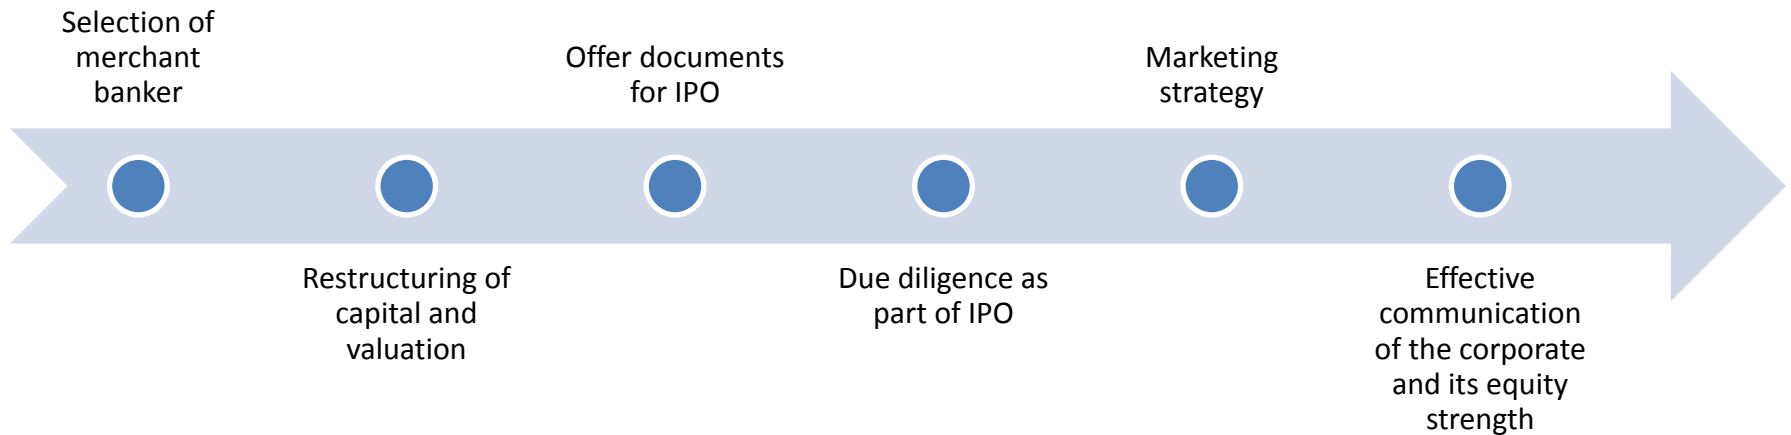 Selection of
merchant
banker
Restructuring of
capital and
valuation
Offer documents
for IPO
Due diligence as
part of IPO
Marketing
strategy
Effective
communication
of the corporate
and its equity
strength